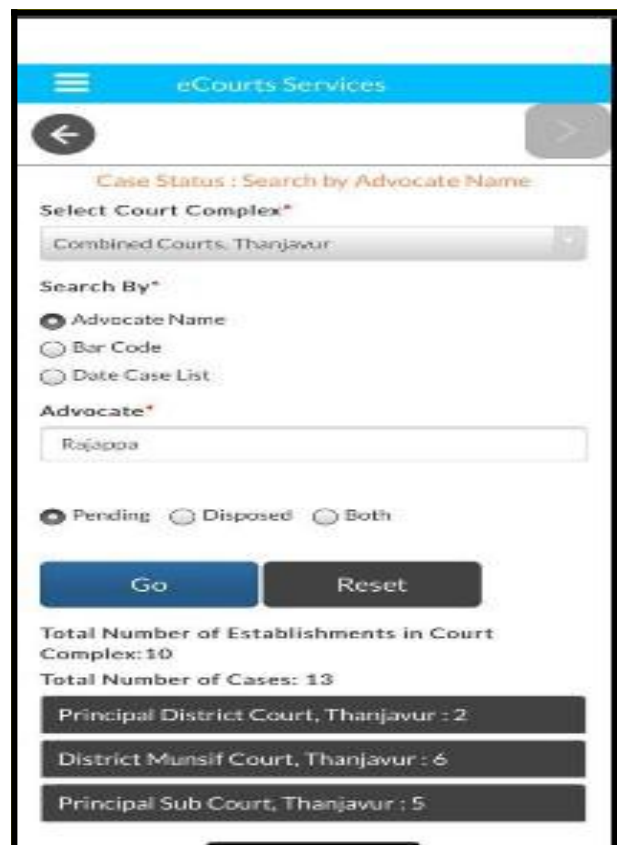 eCourts Services
Case Status : Search by Advocate Name
Select Court Complex*
Combined Courts, Thanjavur
Search By*
Advocate Name
Bar Code
Date Case List
Advocate*
Rajappa
Pending Disposed Both
Go Reset
Total Number of Establishments in Court
Complex:10
Total Number of Cases: 13
Principal District Court, Thanjavur : 2
District Munsif Court, Thanjavur : 6
Principal Sub Court, Thanjavur : 5